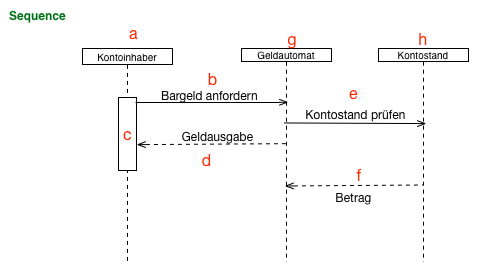 Sequence
a
g
h
Kontoinhaber
Geldautomat
Kontostand
b
Bargeld anfordern
e
Kontostand prüfen
c
Geldausgabe
d
f
Betrag